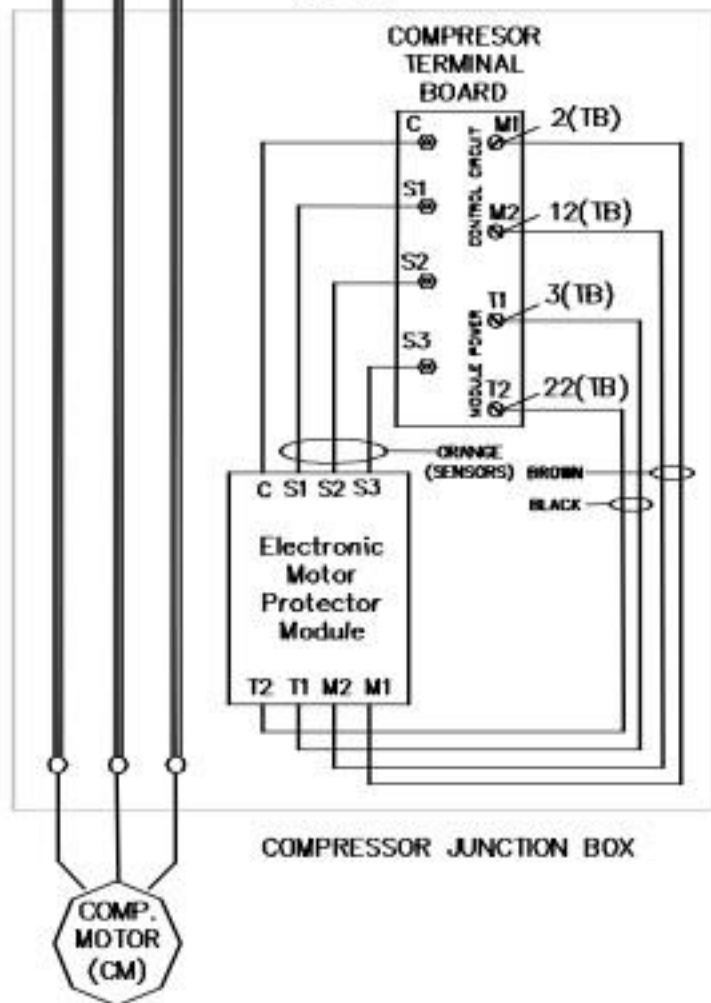 COMPRESOR
TERMINAL
BOARD
C
M1
2(TB)
S1
CONTROL CIRCUIT
M2
12(TB)
S2
T1
3(TB)
S3
MODULE POWER
T2
22(TB)
ORANGE
(SENSORS)
BROWN
BLACK
C S1 S2 S3
Electronic
Motor
Protector
Module
T2 T1 M2 M1
COMPRESSOR JUNCTION BOX
COMP.
MOTOR
(CM)